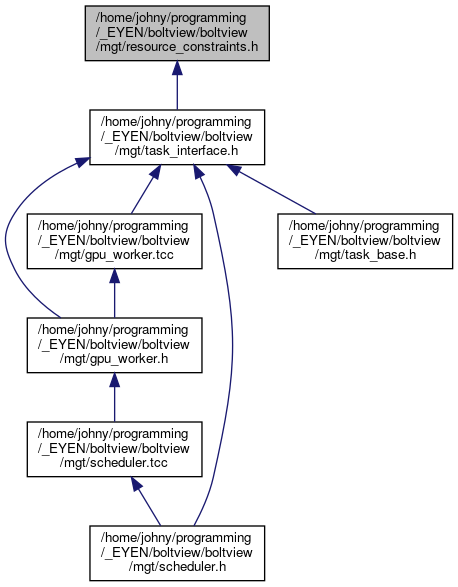 /home/johny/programming
/_EYEN/boltview/boltview
/mgt/resource_constraints.h
/home/johny/programming
/_EYEN/boltview/boltview
/mgt/task_interface.h
/home/johny/programming
/_EYEN/boltview/boltview
/mgt/gpu_worker.tcc
/home/johny/programming
/_EYEN/boltview/boltview
/mgt/task_base.h
/home/johny/programming
/_EYEN/boltview/boltview
/mgt/gpu_worker.h
/home/johny/programming
/_EYEN/boltview/boltview
/mgt/scheduler.tcc
/home/johny/programming
/_EYEN/boltview/boltview
/mgt/scheduler.h